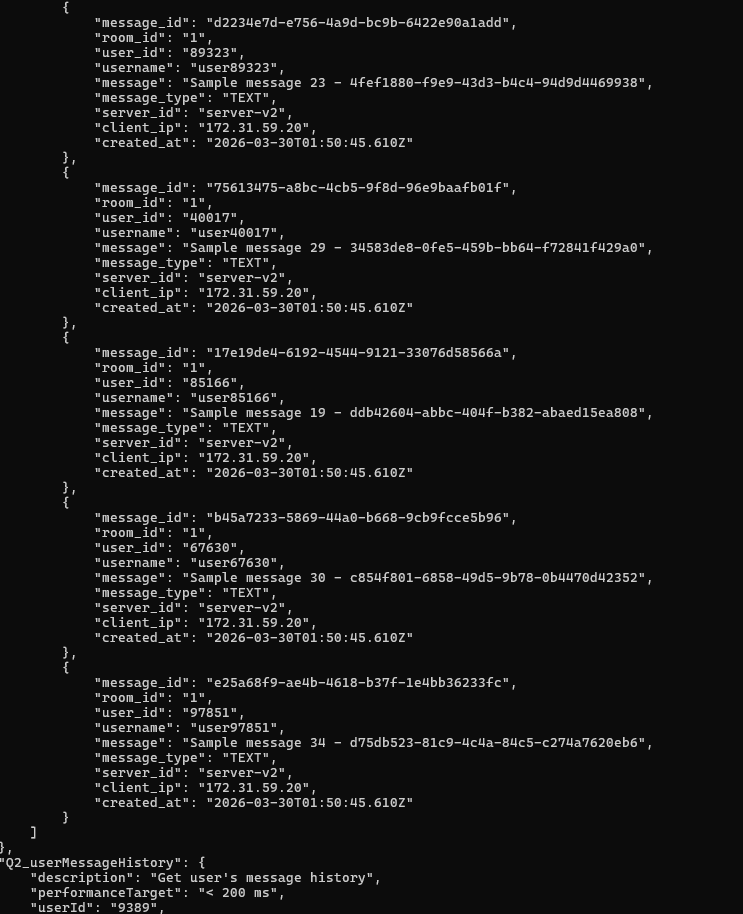 {
"message_id": "d2234e7d-e756-4a9d-bc9b-6422e90a1add",
"room_id": "1",
"user_id": "89323",
"username": "user89323",
"message": "Sample message 23 - 4fef1880-f9e9-43d3-b4c4-94d9d4469938",
"message_type": "TEXT",
"server_id": "server-v2",
"client_ip": "172.31.59.20",
"created_at": "2026-03-30T01:50:45.610Z"
},
{
"message_id": "75613475-a8bc-4cb5-9f8d-96e9baafb01f",
"room_id": "1",
"user_id": "40017",
"username": "user40017",
"message": "Sample message 29 - 34583de8-0fe5-459b-bb64-f72841f429a0",
"message_type": "TEXT",
"server_id": "server-v2",
"client_ip": "172.31.59.20",
"created_at": "2026-03-30T01:50:45.610Z"
},
{
"message_id": "17e19de4-6192-4544-9121-33076d58566a",
"room_id": "1",
"user_id": "85166",
"username": "user85166",
"message": "Sample message 19 - ddb42604-abbc-404f-b382-abaed15ea808",
"message_type": "TEXT",
"server_id": "server-v2",
"client_ip": "172.31.59.20",
"created_at": "2026-03-30T01:50:45.610Z"
},
{
"message_id": "b45a7233-5869-44a0-b668-9cb9fcce5b96",
"room_id": "1",
"user_id": "67630",
"username": "user67630",
"message": "Sample message 30 - c854f801-6858-49d5-9b78-0b4470d42352",
"message_type": "TEXT",
"server_id": "server-v2",
"client_ip": "172.31.59.20",
"created_at": "2026-03-30T01:50:45.610Z"
},
{
"message_id": "e25a68f9-ae4b-4618-b37f-1e4bb36233fc",
"room_id": "1",
"user_id": "97851",
"username": "user97851",
"message": "Sample message 34 - d75db523-81c9-4c4a-84c5-c274a7620eb6",
"message_type": "TEXT",
"server_id": "server-v2",
"client_ip": "172.31.59.20",
"created_at": "2026-03-30T01:50:45.610Z"
}
]
},
"Q2_userMessageHistory": {
"description": "Get user's message history",
"performanceTarget": "< 200 ms",
"userId": "9389",